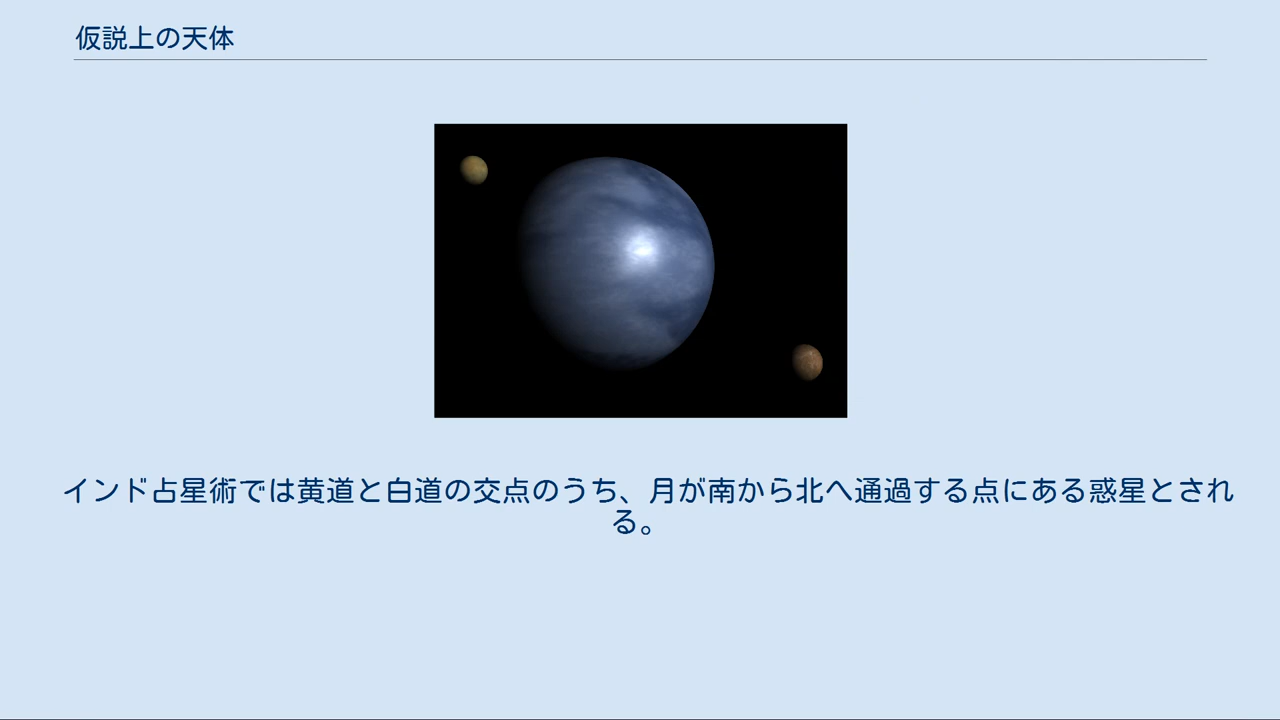 仮説上の天体
インド占星術では黄道と白道の交点のうち、月が南から北へ通過する点にある惑星とされ
る。